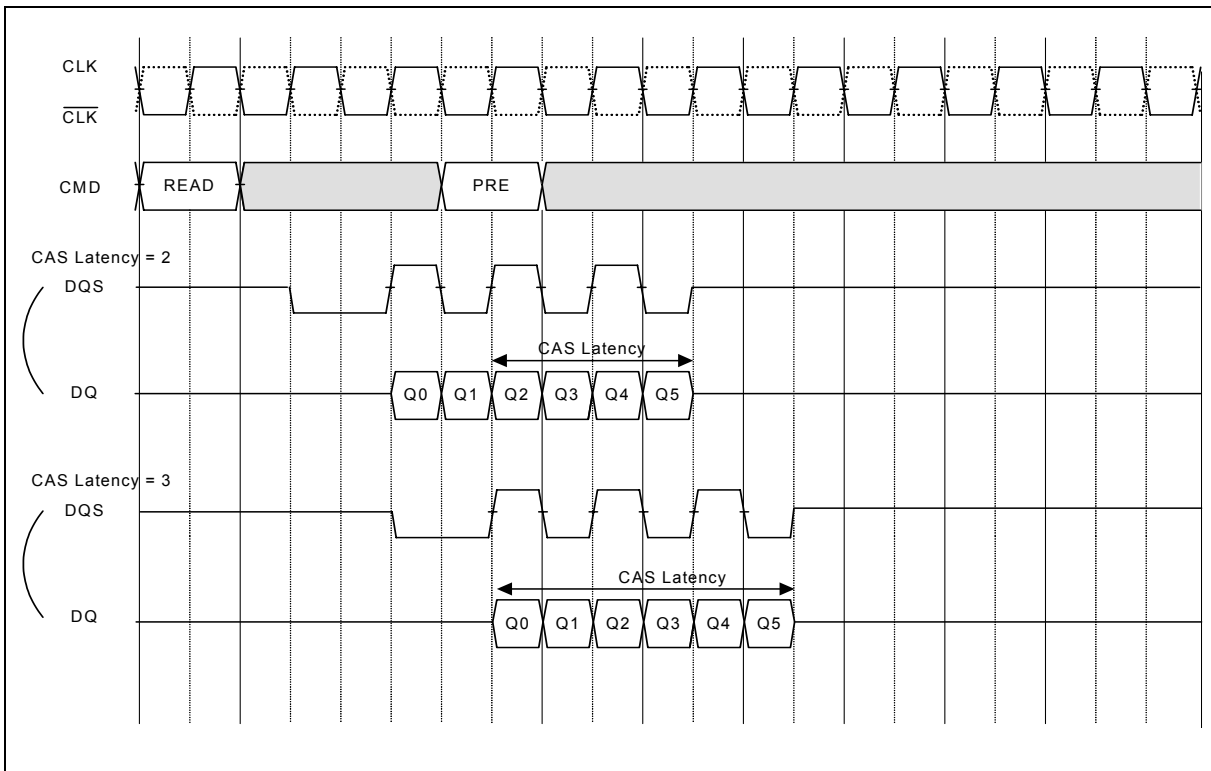 CLK
CLK
CMD READ PRE
CAS Latency = 2
DQS
CAS Latency
DQ Q0 Q1 Q2 Q3 Q4 Q5
CAS Latency = 3
DQS
CAS Latency
DQ Q0 Q1 Q2 Q3 Q4 Q5